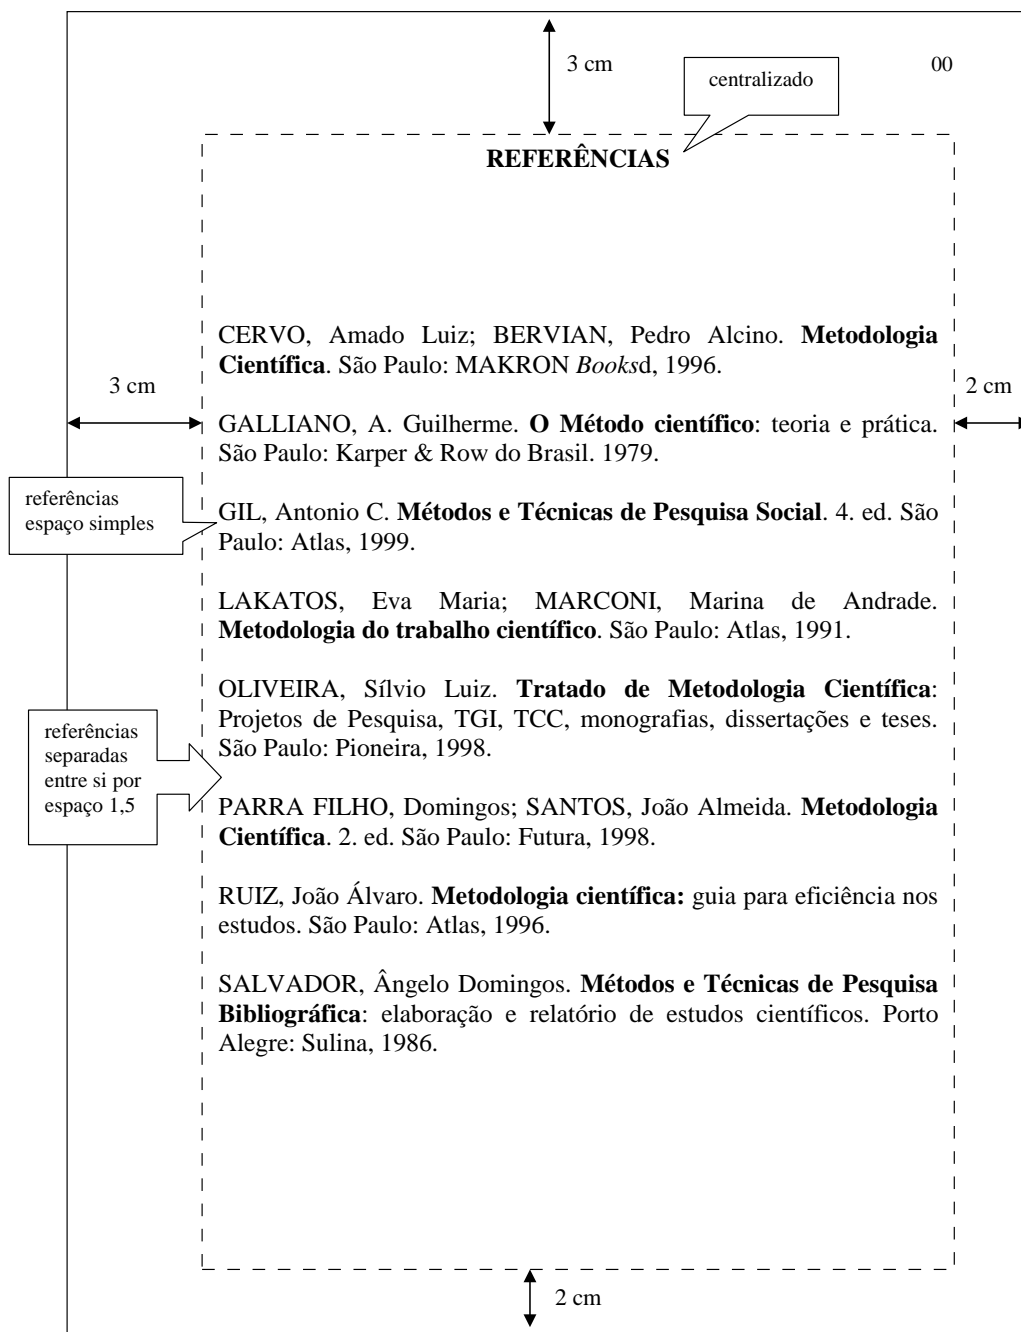 3 cm
00
centralizado
REFERÊNCIAS
CERVO, Amado Luiz; BERVIAN, Pedro Alcino. Metodologia
Científica. São Paulo: MAKRON Booksd, 1996.
3 cm
2 cm
GALLIANO, A. Guilherme. O Método científico: teoria e prática.
São Paulo: Karper & Row do Brasil. 1979.
referências
espaço simples
GIL, Antonio C. Métodos e Técnicas de Pesquisa Social. 4. ed. São
Paulo: Atlas, 1999.
LAKATOS, Eva Maria; MARCONI, Marina de Andrade.
Metodologia do trabalho científico. São Paulo: Atlas, 1991.
OLIVEIRA, Sílvio Luiz. Tratado de Metodologia Científica:
Projetos de Pesquisa, TGI, TCC, monografias, dissertações e teses.
São Paulo: Pioneira, 1998.
referências
separadas
entre si por
espaço 1,5
PARRA FILHO, Domingos; SANTOS, João Almeida. Metodologia
Científica. 2. ed. São Paulo: Futura, 1998.
RUIZ, João Álvaro. Metodologia científica: guia para eficiência nos
estudos. São Paulo: Atlas, 1996.
SALVADOR, Ângelo Domingos. Métodos e Técnicas de Pesquisa
Bibliográfica: elaboração e relatório de estudos científicos. Porto
Alegre: Sulina, 1986.
2 cm